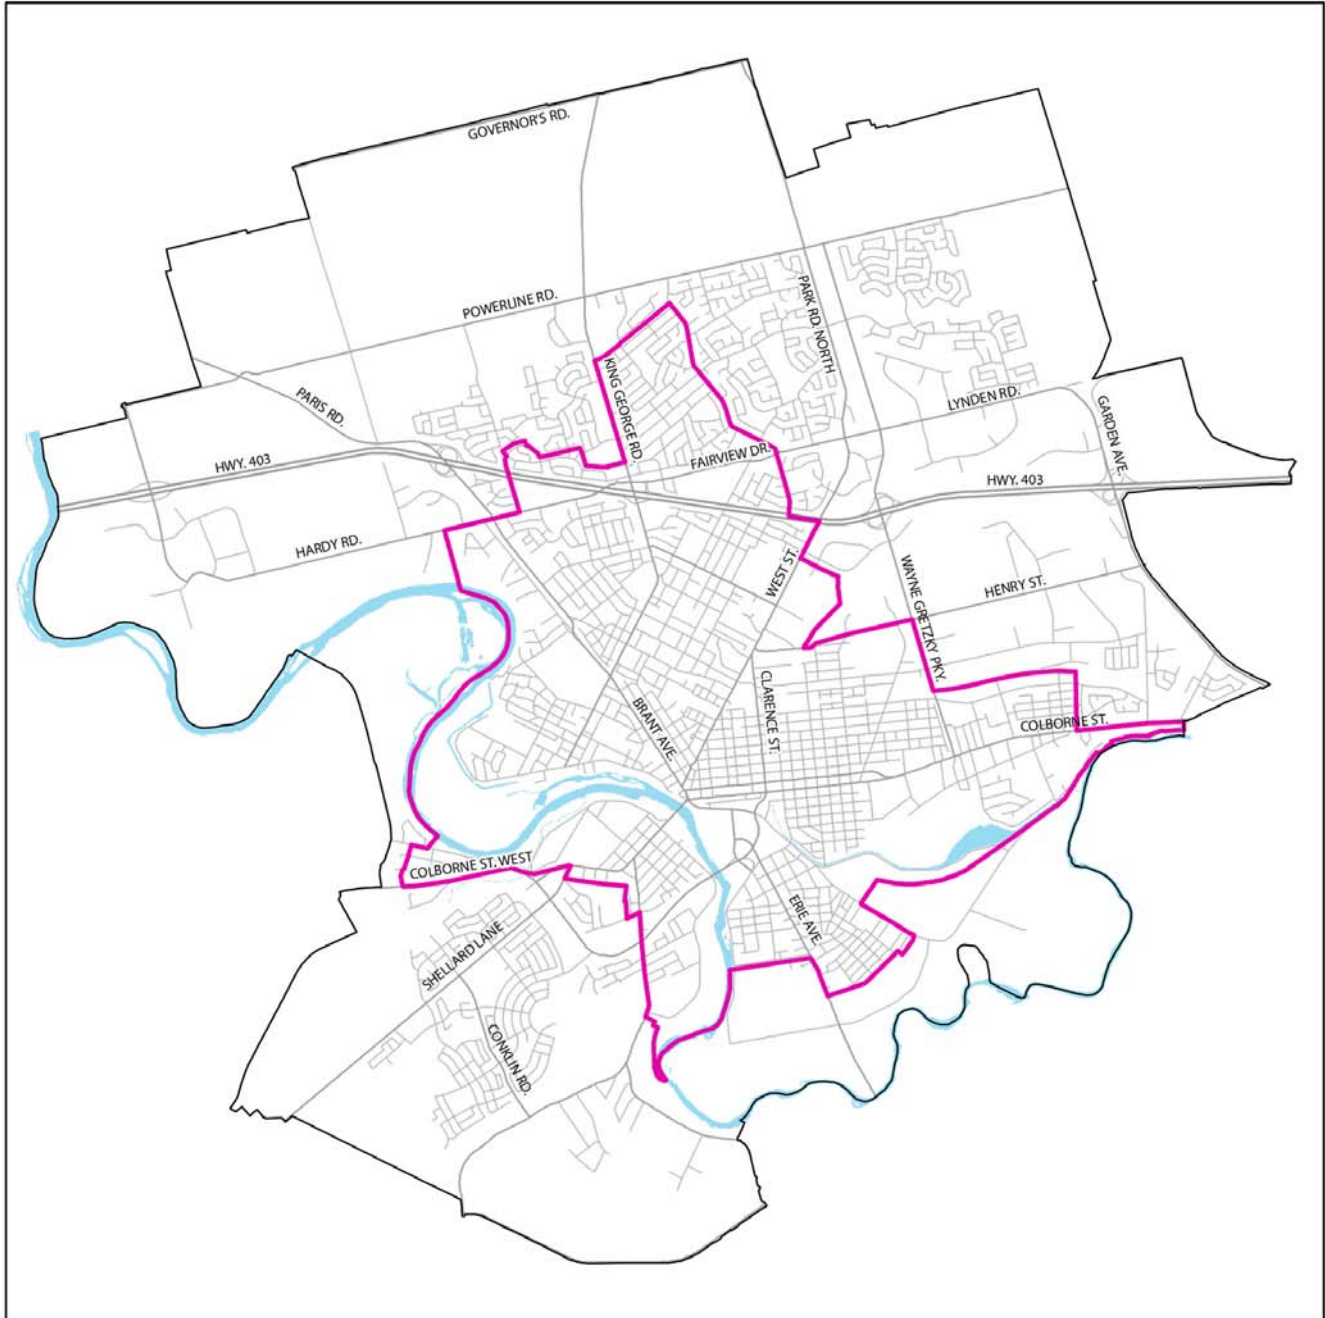 GOVERNOR'S RD.
POWERLINE RD.
PARK RD. NORTH
KING GEORGE RD.
PARIS RD.
LYNDEN RD.
GARDEN AVE.
FAIRVIEW DR.
HWY. 403
HWY. 403
HARDY RD.
WEST ST.
WAYNE GRETZKY PKY.
HENRY ST.
CLARENCE ST.
BRANT AVE.
COLBORNE ST.
COLBORNE ST. WEST
ERIE AVE.
SHELLARD LANE
CONKLIN RD.